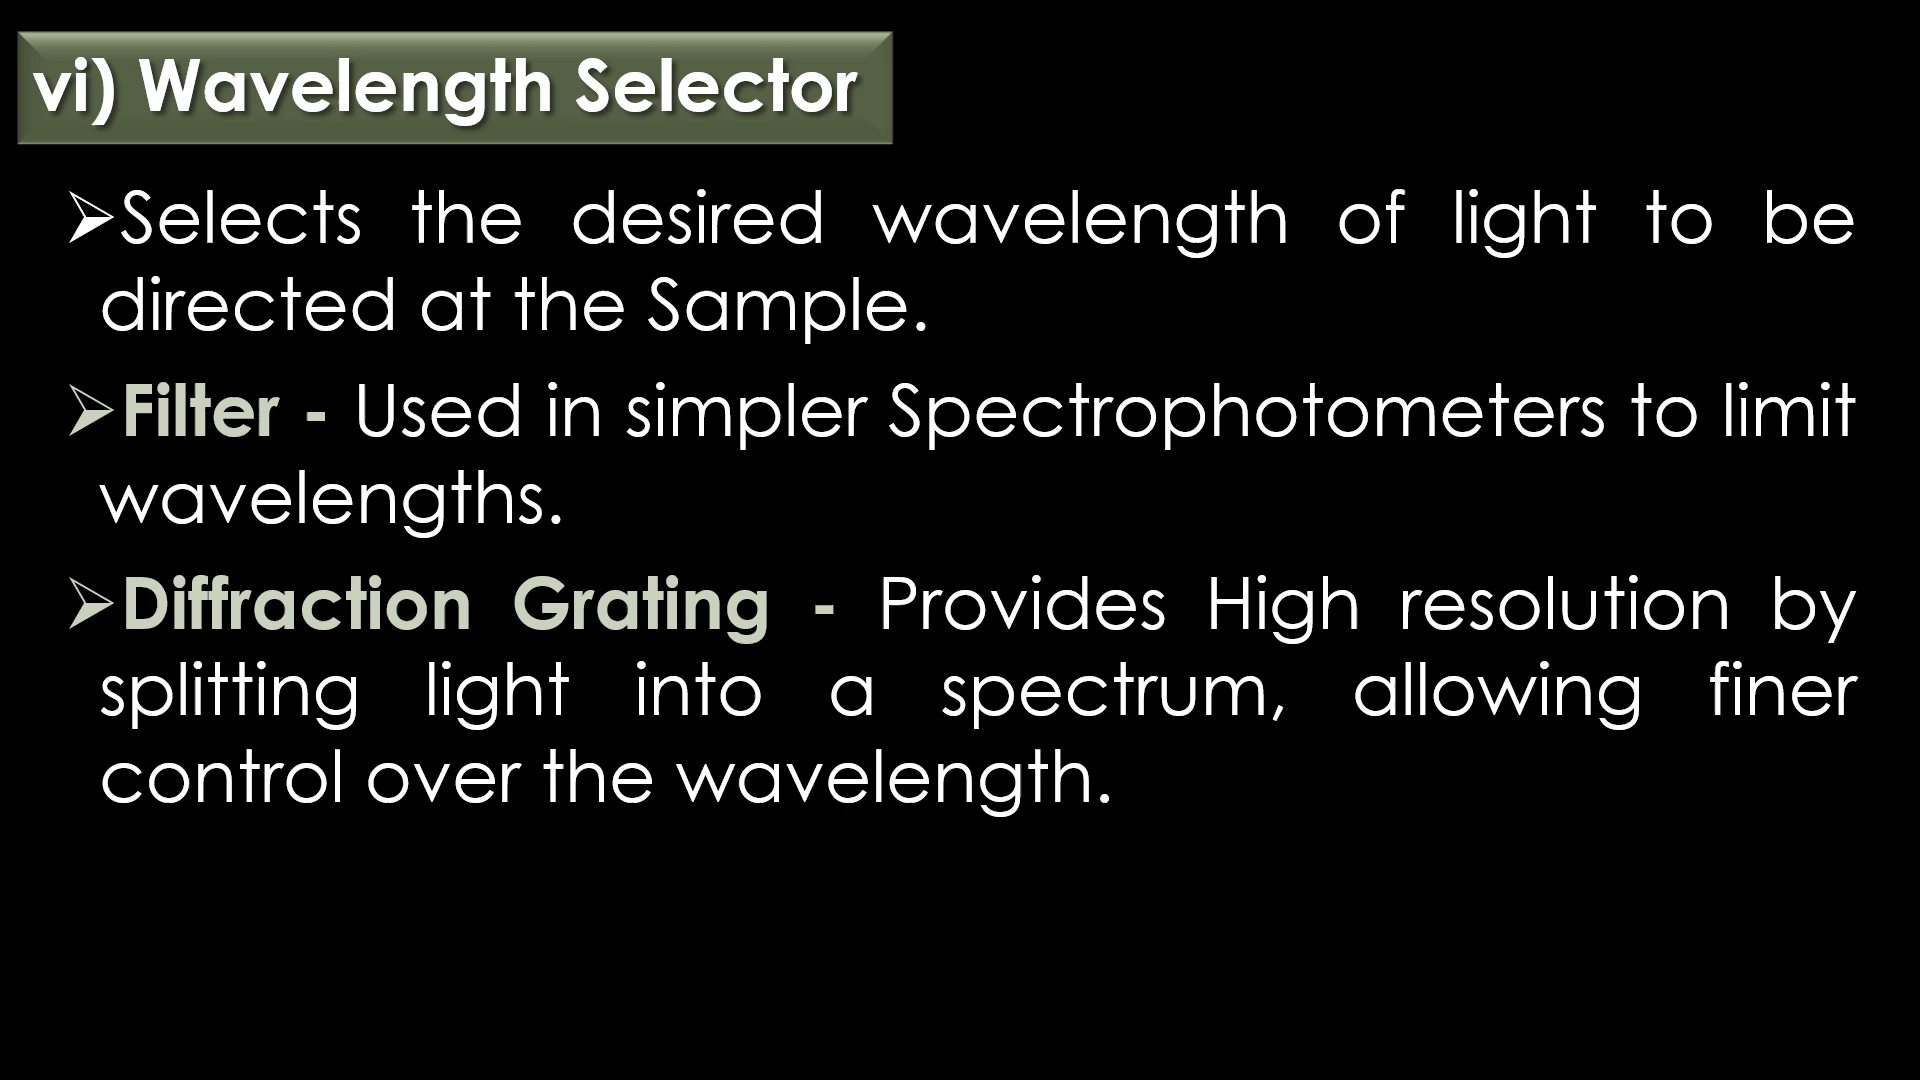 vi) Wavelength Selector
➢Selects the desired wavelength of light to be
directed at the Sample.
➢Filter - Used in simpler Spectrophotometers to limit
wavelengths.
➢Diffraction Grating - Provides High resolution by
splitting light into a spectrum, allowing finer
control over the wavelength.